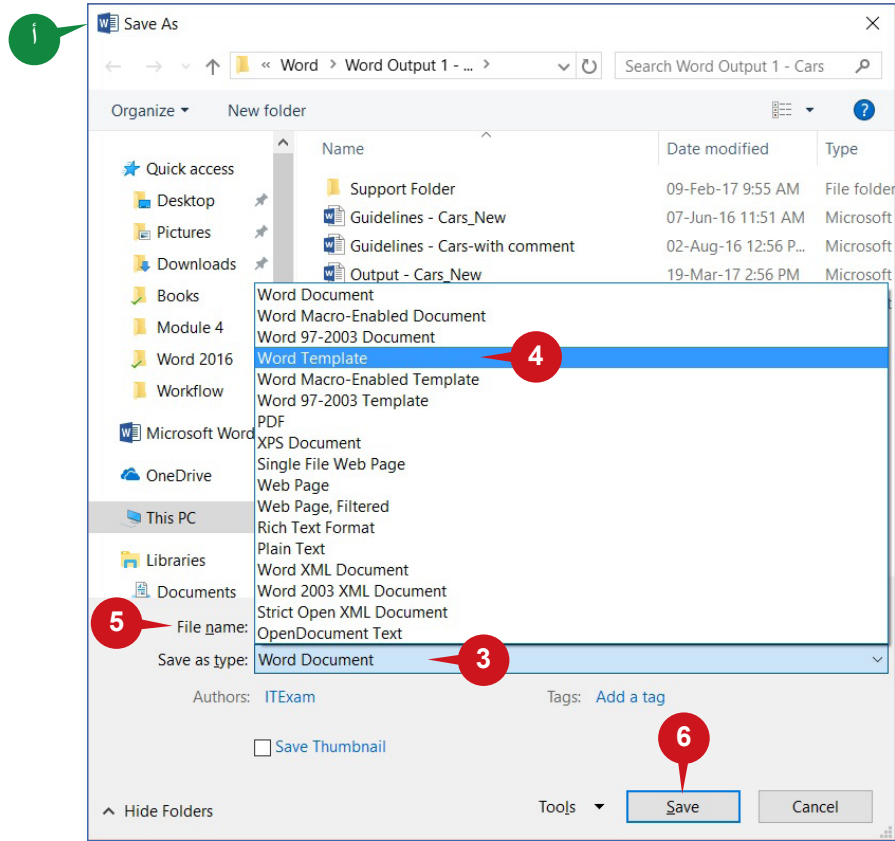 أ
Save As
« Word > Word Output 1 - ... >
Search Word Output 1 - Cars
Organize
New folder
?
Name
Date modified
Type
Quick access
Desktop
Pictures
Downloads
Books
Module 4
Word 2016
Workflow
Microsoft Word
OneDrive
This PC
Libraries
Documents
Support Folder 09-Feb-17 9:55 AM File folder
Guidelines - Cars_New 07-Jun-16 11:51 AM Microsoft
Guidelines - Cars-with comment 02-Aug-16 12:56 P... Microsoft
Output - Cars_New 19-Mar-17 2:56 PM Microsoft
Word Document
Word Macro-Enabled Document
Word 97-2003 Document
Word Template
4
Word Macro-Enabled Template
Word 97-2003 Template
PDF
XPS Document
Single File Web Page
Web Page
Web Page, Filtered
Rich Text Format
Plain Text
Word XML Document
Word 2003 XML Document
Strict Open XML Document
OpenDocument Text
5
File name:
Save as type: Word Document
3
Authors: ITExam
Tags: Add a tag
Save Thumbnail
6
Hide Folders
Tools
Save
Cancel